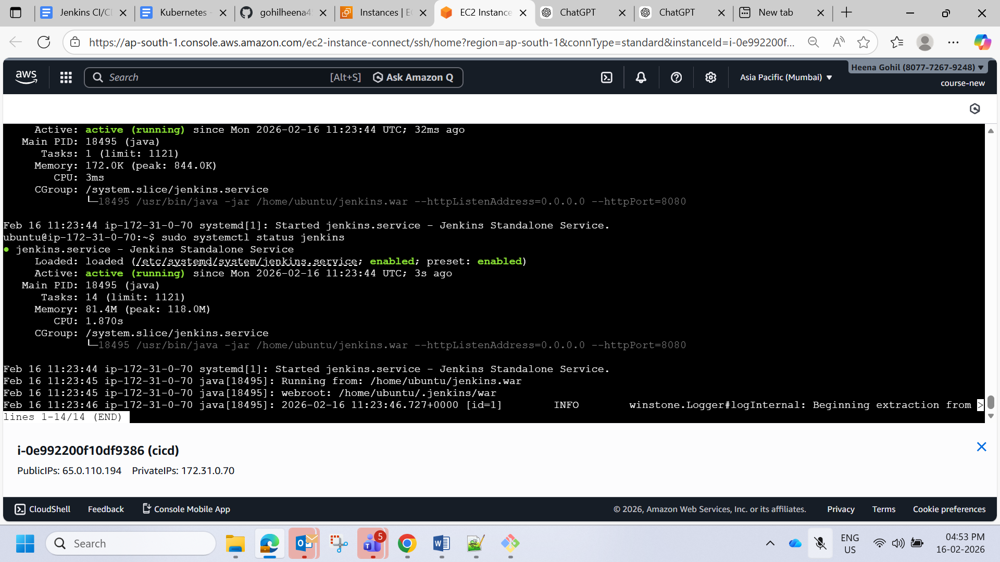 Jenkins CI/CI
Kubernetes -
gohilheena4
Instances | E
EC2 Instance
ChatGPT
ChatGPT
New tab
https://ap-south-1.console.aws.amazon.com/ec2-instance-connect/ssh/home?region=ap-south-1&connType=standard&instanceId=i-0e992200f...
aws
Search
[Alt+S]
Ask Amazon Q
Asia Pacific (Mumbai)
Heena Gohil (8077-7267-9248)
course-new
Active: active (running) since Mon 2026-02-16 11:23:44 UTC; 32ms ago
Main PID: 18495 (java)
Tasks: 1 (limit: 1121)
Memory: 172.0K (peak: 844.0K)
CPU: 3ms
CGroup: /system.slice/jenkins.service
└─18495 /usr/bin/java -jar /home/ubuntu/jenkins.war --httpListenAddress=0.0.0.0 --httpPort=8080
Feb 16 11:23:44 ip-172-31-0-70 systemd[1]: Started jenkins.service - Jenkins Standalone Service.
ubuntu@ip-172-31-0-70:~$ sudo systemctl status jenkins
● jenkins.service - Jenkins Standalone Service
Loaded: loaded (/etc/systemd/system/jenkins.service; enabled; preset: enabled)
Active: active (running) since Mon 2026-02-16 11:23:44 UTC; 3s ago
Main PID: 18495 (java)
Tasks: 14 (limit: 1121)
Memory: 81.4M (peak: 118.0M)
CPU: 1.870s
CGroup: /system.slice/jenkins.service
└─18495 /usr/bin/java -jar /home/ubuntu/jenkins.war --httpListenAddress=0.0.0.0 --httpPort=8080
Feb 16 11:23:44 ip-172-31-0-70 systemd[1]: Started jenkins.service - Jenkins Standalone Service.
Feb 16 11:23:45 ip-172-31-0-70 java[18495]: Running from: /home/ubuntu/jenkins.war
Feb 16 11:23:45 ip-172-31-0-70 java[18495]: webroot: /home/ubuntu/.jenkins/war
Feb 16 11:23:46 ip-172-31-0-70 java[18495]: 2026-02-16 11:23:46.727+0000 [id=1] INFO winstone.Logger#logInternal: Beginning extraction from >
lines 1-14/14 (END)
i-0e992200f10df9386 (cicd)
PublicIPs: 65.0.110.194 PrivateIPs: 172.31.0.70
CloudShell
Feedback
Console Mobile App
© 2026, Amazon Web Services, Inc. or its affiliates.
Privacy
Terms
Cookie preferences
Search
5
ENG
US
04:53 PM
16-02-2026